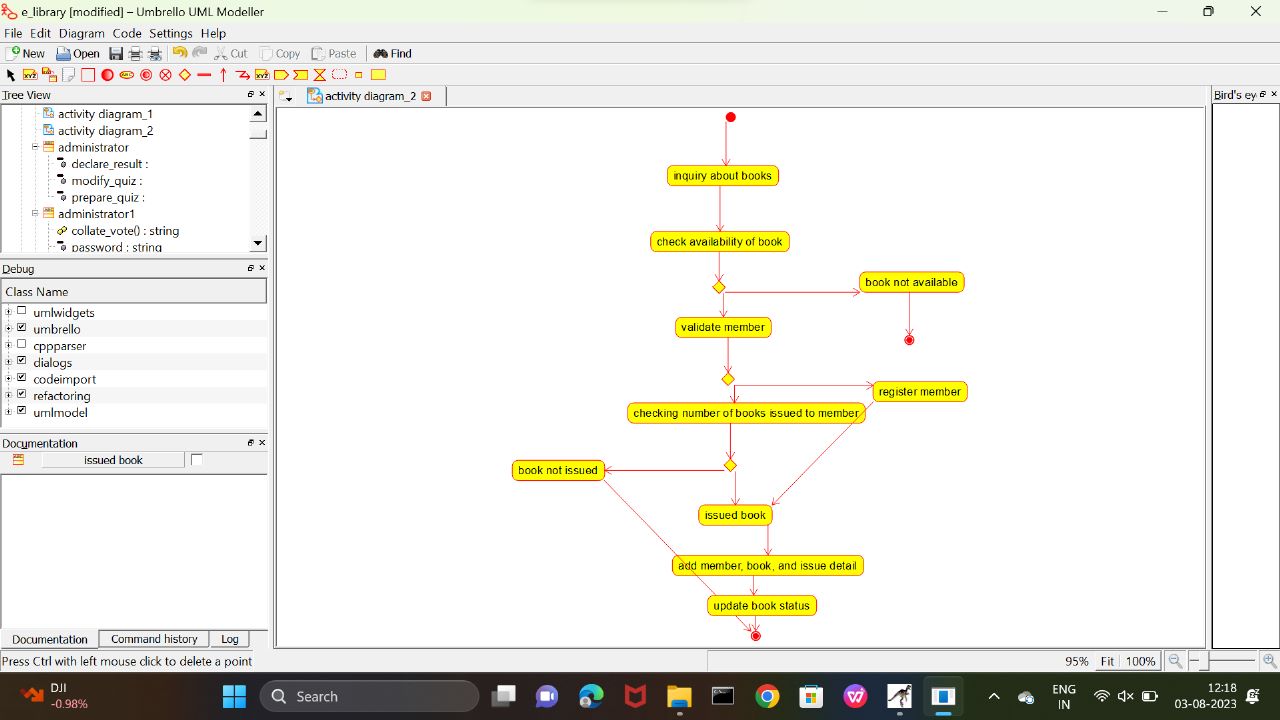 e_library [modified] – Umbrello UML Modeller
File Edit Diagram Code Settings Help
New Open Cut Copy Paste Find
XYZ ABC XYZ
Tree View
activity diagram_1
activity diagram_2
administrator
declare_result :
modify_quiz :
prepare_quiz :
administrator1
collate_vote() : string
password : string
Debug
Class Name
umlwidgets
umbrello
cppparser
dialogs
codeimport
refactoring
umlmodel
Documentation
issued book
Documentation Command history Log
Press Ctrl with left mouse click to delete a point
activity diagram_2
inquiry about books
check availability of book
book not available
validate member
register member
checking number of books issued to member
book not issued
issued book
add member, book, and issue detail
update book status
Bird's ey
95% Fit 100%
DJI
-0.98%
Search
ENG
IN
12:18
03-08-2023